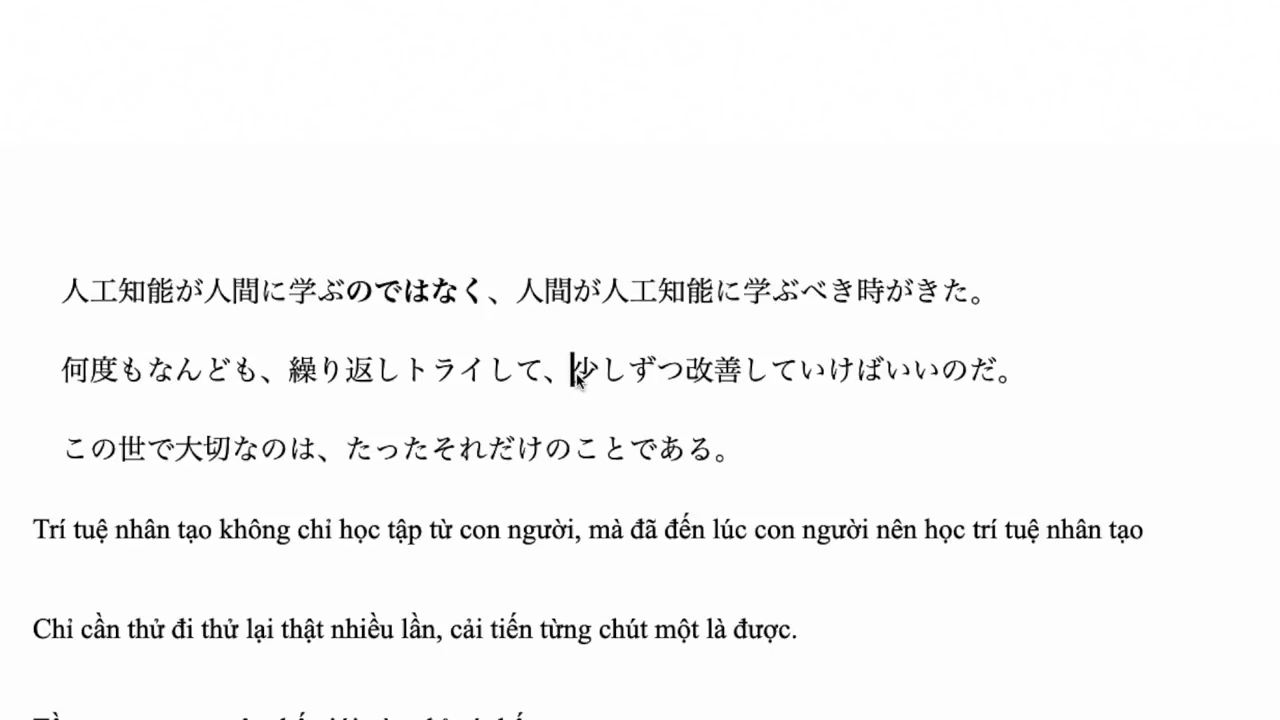 人工知能が人間に学ぶのではなく、人間が人工知能に学ぶべき時がきた。
何度もなんども、繰り返しトライして、少しずつ改善していけばいいのだ。
この世で大切なのは、たったそれだけのことである。
Trí tuệ nhân tạo không chỉ học tập từ con người, mà đã đến lúc con người nên học trí tuệ nhân tạo
Chỉ cần thử đi thử lại thật nhiều lần, cải tiến từng chút một là được.